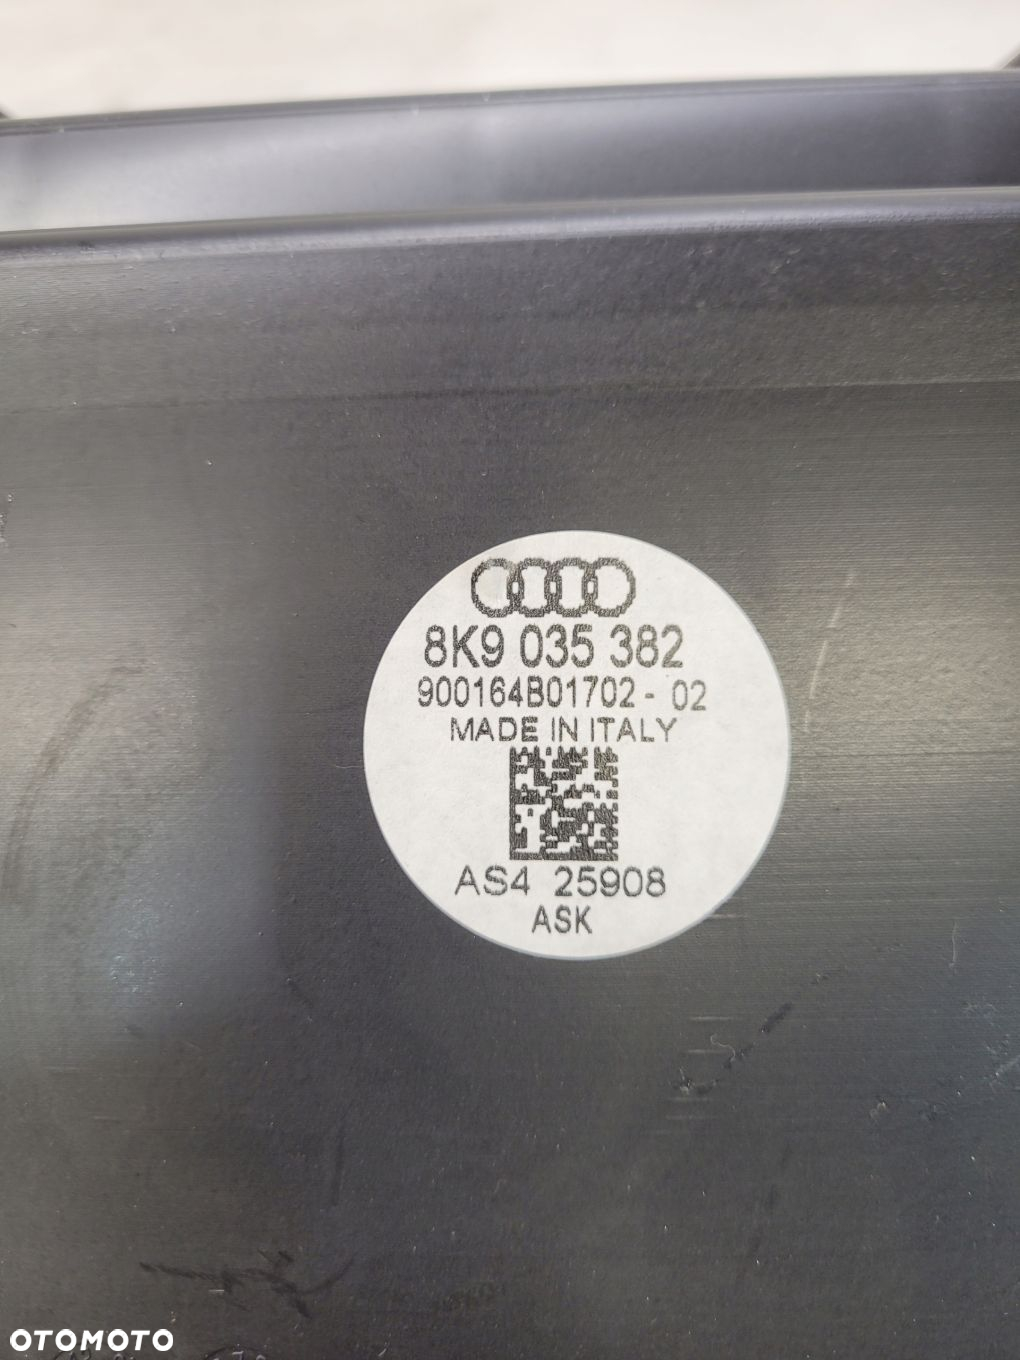 8K9 035 382
900164B01702 - 02
MADE IN ITALY
AS4 25908
ASK
OTOMOTO